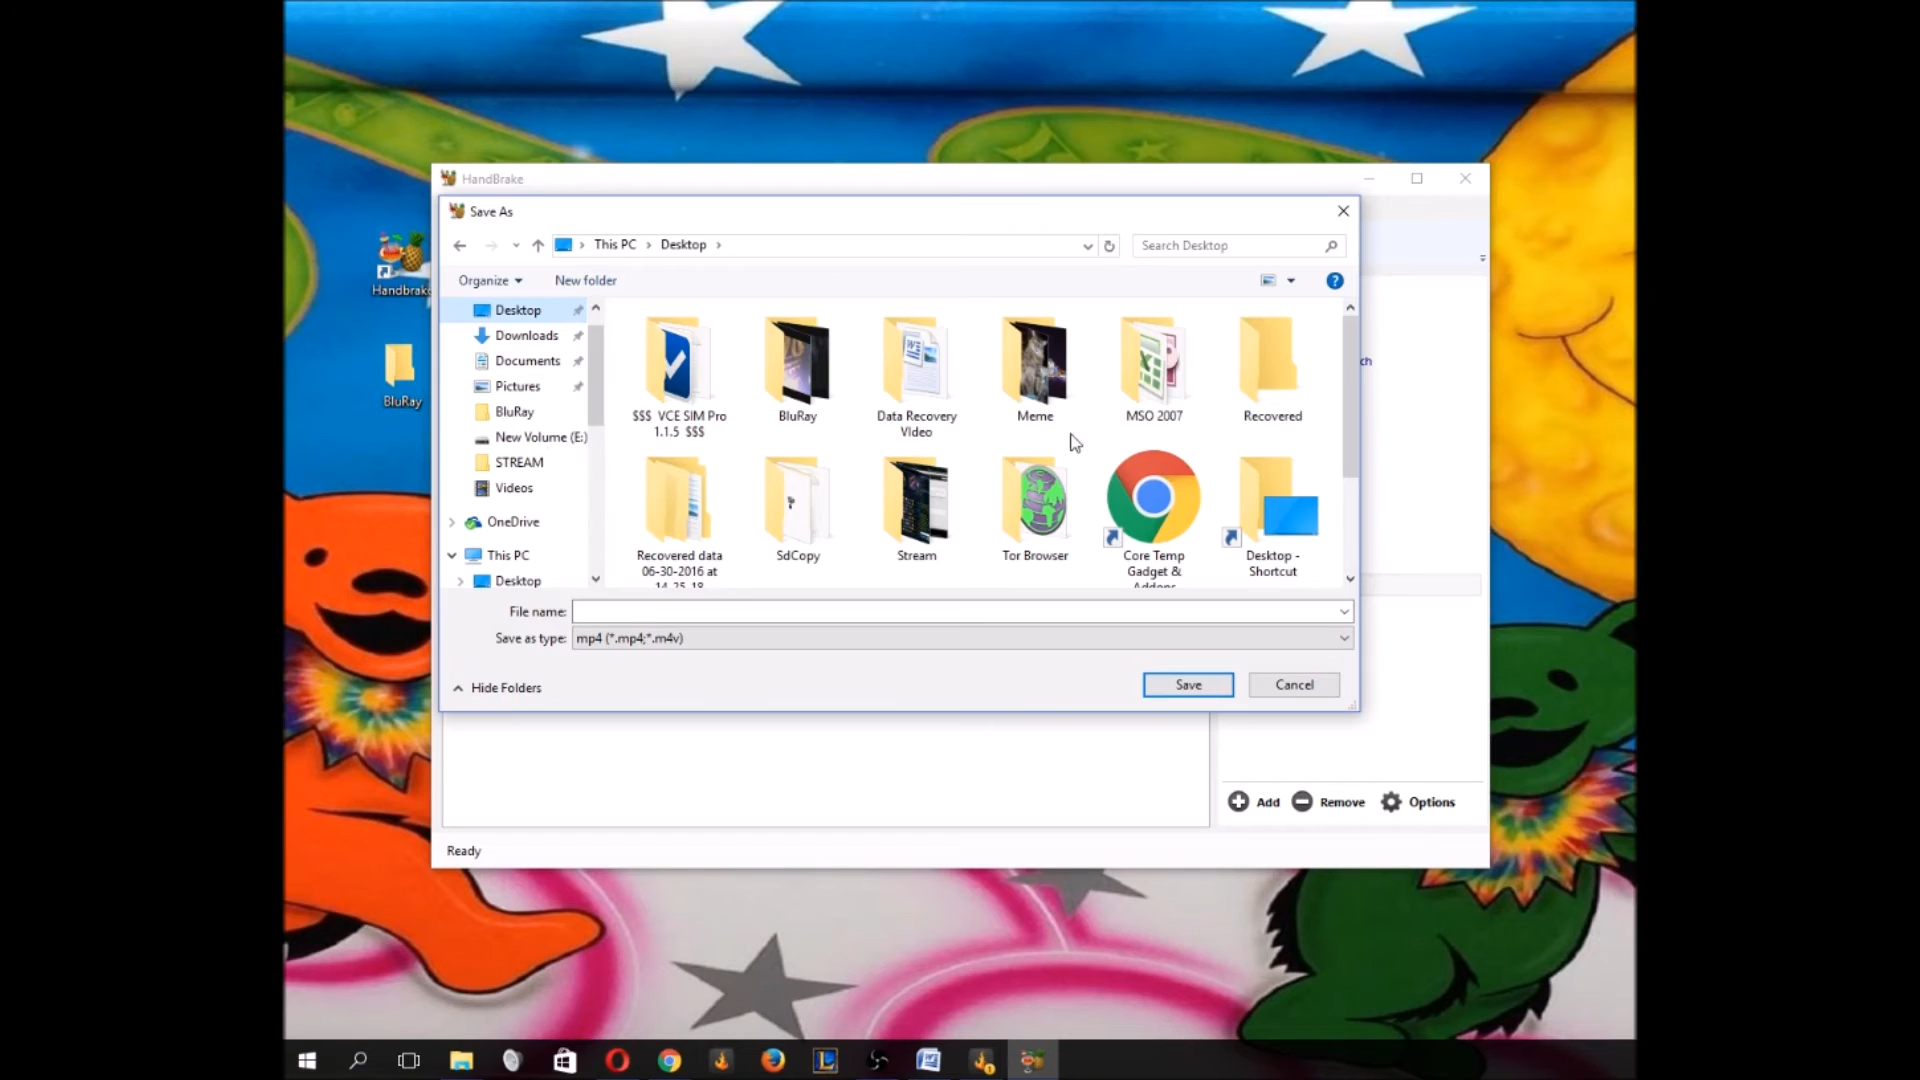 HandBrake
Save As
This PC
Desktop
Search Desktop
Organize
New folder
Desktop
Downloads
Documents
Pictures
BluRay
New Volume (E:)
STREAM
Videos
OneDrive
This PC
Desktop
$$$ VCE SIM Pro
1.1.5 $$$
BluRay
Data Recovery
VIdeo
Meme
MSO 2007
Recovered
Recovered data
06-30-2016 at
14_25_18
SdCopy
Stream
Tor Browser
Core Temp
Gadget &
Addons
Desktop -
Shortcut
File name:
Save as type:
mp4 (*.mp4;*.m4v)
Hide Folders
Save
Cancel
ch
Add
Remove
Options
Ready
Handbrake
BluRay